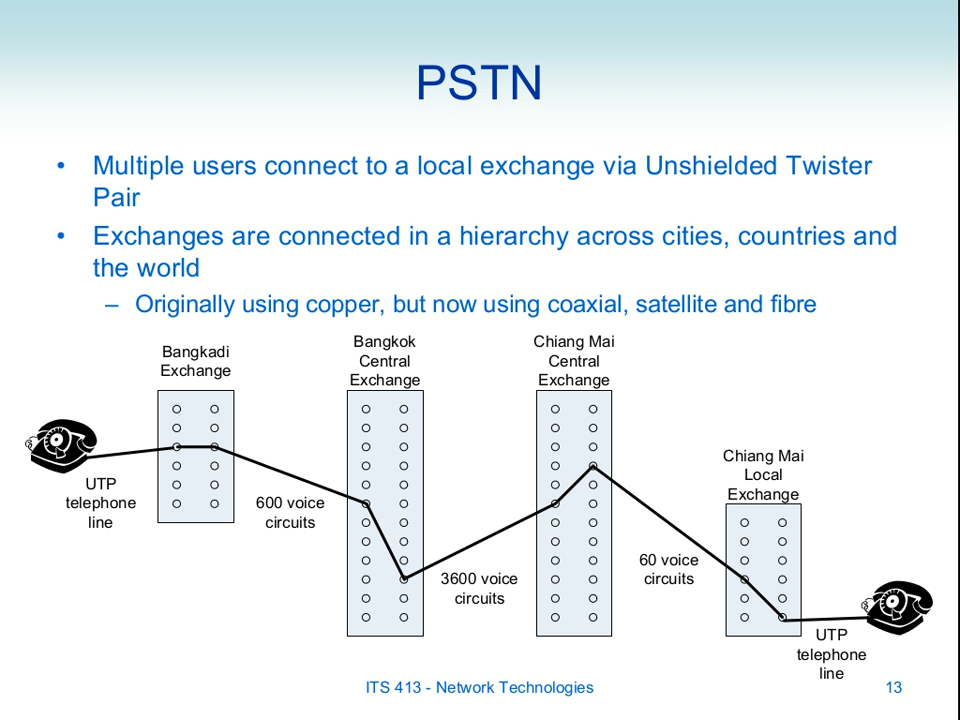 PSTN
• Multiple users connect to a local exchange via Unshielded Twister
Pair
• Exchanges are connected in a hierarchy across cities, countries and
the world
– Originally using copper, but now using coaxial, satellite and fibre
Bangkadi
Exchange
Bangkok
Central
Exchange
Chiang Mai
Central
Exchange
Chiang Mai
Local
Exchange
UTP
telephone
line
600 voice
circuits
3600 voice
circuits
60 voice
circuits
UTP
telephone
line
ITS 413 - Network Technologies
13